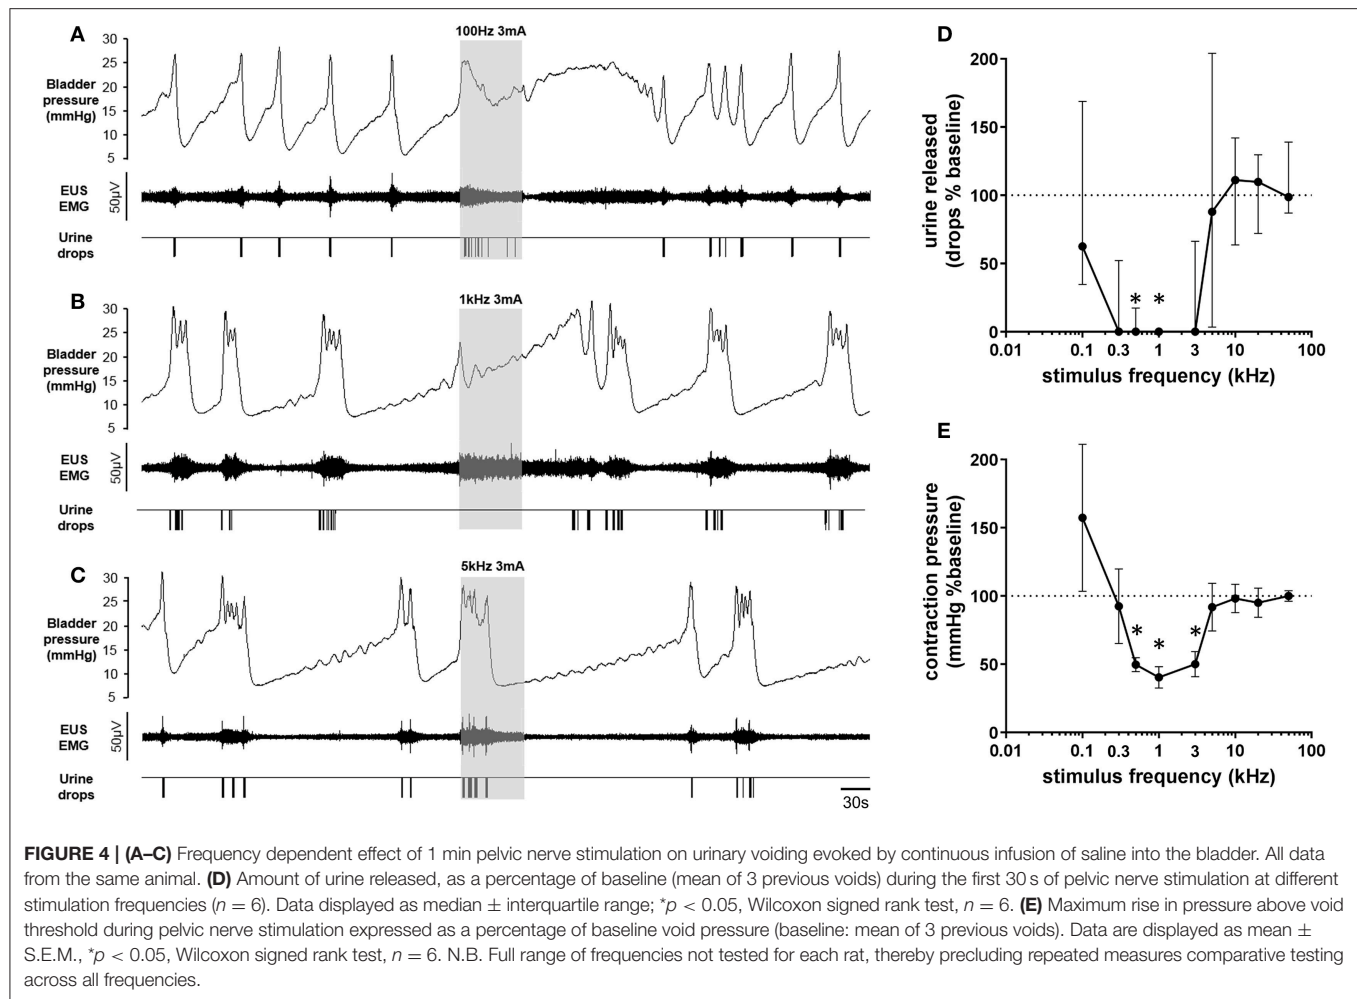 A
100Hz 3mA
30
25
20
15
10
5
Bladder
pressure
(mmHg)
EUS
EMG
50µV
Urine
drops
B
1kHz 3mA
30
25
20
15
10
5
Bladder
pressure
(mmHg)
EUS
EMG
50µV
Urine
drops
C
5kHz 3mA
30
25
20
15
10
5
Bladder
pressure
(mmHg)
EUS
EMG
50µV
Urine
drops
30s
D
urine released
(drops % baseline)
200
150
100
50
0
* *
0.01 0.1 0.3 1 3 10 100
stimulus frequency (kHz)
E
contraction pressure
(mmHg %baseline)
200
150
100
50
0
* * *
0.01 0.1 0.3 1 3 10 100
stimulus frequency (kHz)
FIGURE 4 | (A–C) Frequency dependent effect of 1 min pelvic nerve stimulation on urinary voiding evoked by continuous infusion of saline into the bladder. All data
from the same animal. (D) Amount of urine released, as a percentage of baseline (mean of 3 previous voids) during the first 30 s of pelvic nerve stimulation at different
stimulation frequencies (n = 6). Data displayed as median ± interquartile range; *p < 0.05, Wilcoxon signed rank test, n = 6. (E) Maximum rise in pressure above void
threshold during pelvic nerve stimulation expressed as a percentage of baseline void pressure (baseline: mean of 3 previous voids). Data are displayed as mean ±
S.E.M., *p < 0.05, Wilcoxon signed rank test, n = 6. N.B. Full range of frequencies not tested for each rat, thereby precluding repeated measures comparative testing
across all frequencies.